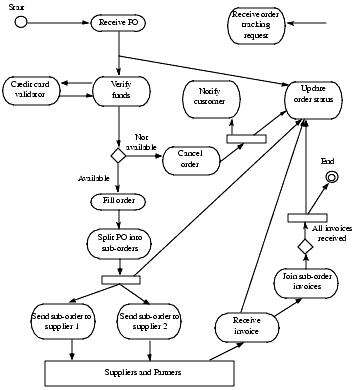 Start
Receive PO
Receive order
tracking
request
Credit card
validator
Verify
funds
Notify
customer
Update
order status
Not
available
Cancel
order
End
Available
Fill order
All invoices
received
Split PO into
sub-orders
Join sub-order
invoices
Send sub-order to
supplier 1
Send sub-order to
supplier 2
Receive
invoice
Suppliers and Partners